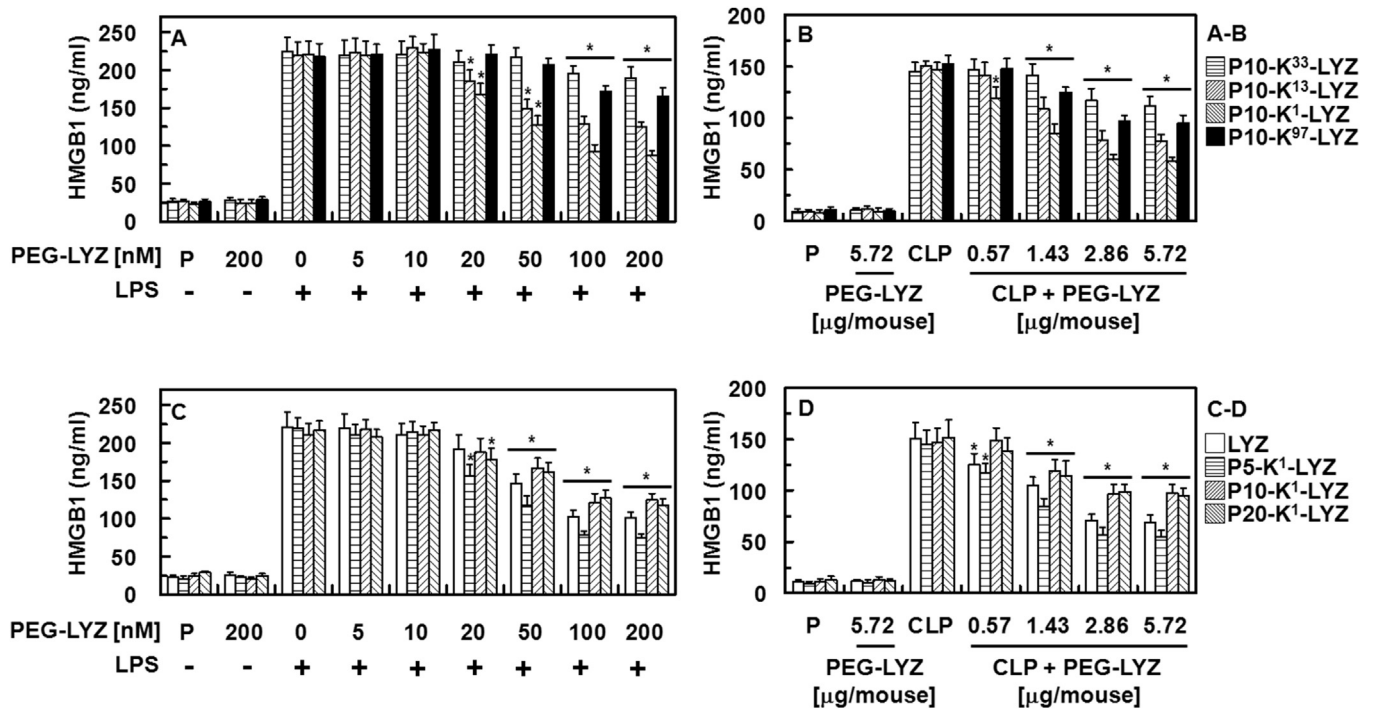 A
HMGB1 (ng/ml)
250
200
150
100
50
0
PEG-LYZ [nM] P 200 0 5 10 20 50 100 200
LPS - - + + + + + + +
* * * * * *
B
HMGB1 (ng/ml)
200
150
100
50
0
* * * *
P 5.72 CLP 0.57 1.43 2.86 5.72
PEG-LYZ CLP + PEG-LYZ
[μg/mouse] [μg/mouse]
A-B
P10-K³³-LYZ
P10-K¹³-LYZ
P10-K¹-LYZ
P10-K⁹⁷-LYZ
C
HMGB1 (ng/ml)
250
200
150
100
50
0
* * * * *
PEG-LYZ [nM] P 200 0 5 10 20 50 100 200
LPS - - + + + + + + +
D
HMGB1 (ng/ml)
200
150
100
50
0
* * * * *
P 5.72 CLP 0.57 1.43 2.86 5.72
PEG-LYZ CLP + PEG-LYZ
[μg/mouse] [μg/mouse]
C-D
LYZ
P5-K¹-LYZ
P10-K¹-LYZ
P20-K¹-LYZ